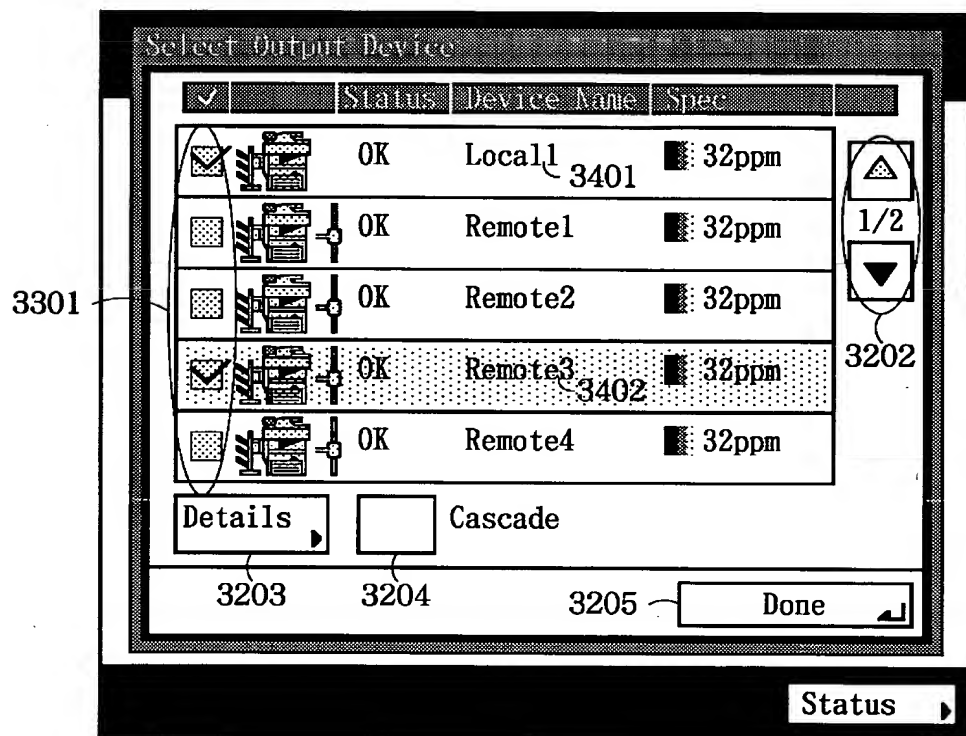 Select Output Device
✓ Status Device Name Spec
OK Local1 3401 32ppm
OK Remote1 32ppm
1/2
OK Remote2 32ppm
3301
3202
OK Remote3 3402 32ppm
OK Remote4 32ppm
Details Cascade
3203 3204 3205 Done
Status